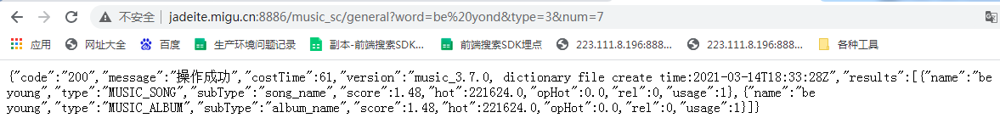 不安全 | jadeite.migu.cn:8886/music_sc/general?word=be%20yond&type=3&num=7
应用 网址大全 百度 生产环境问题记录 副本-前端搜索SDK... 前端搜索SDK埋点 223.111.8.196:888... 223.111.8.196:888... 各种工具
{"code":"200","message":"操作成功","costTime":61,"version":"music_3.7.0, dictionary file create time:2021-03-14T18:33:28Z","results":[{"name":"be
young","type":"MUSIC_SONG","subType":"song_name","score":1.48,"hot":221624.0,"opHot":0.0,"rel":0,"usage":1},{"name":"be
young","type":"MUSIC_ALBUM","subType":"album_name","score":1.48,"hot":221624.0,"opHot":0.0,"rel":0,"usage":1}]}